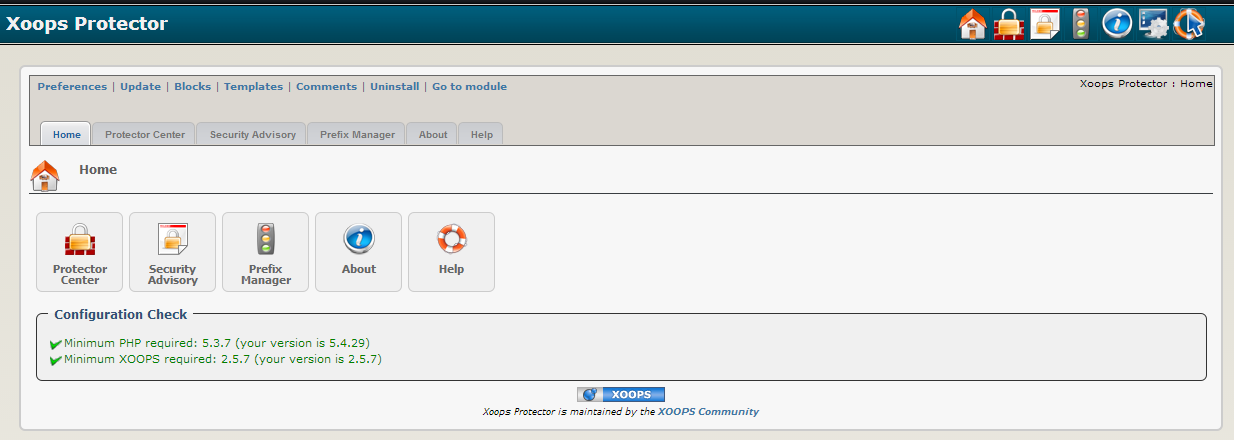 Xoops Protector
Preferences | Update | Blocks | Templates | Comments | Uninstall | Go to module
Xoops Protector : Home
Home
Protector Center
Security Advisory
Prefix Manager
About
Help
Home
Protector
Center
Security
Advisory
Prefix
Manager
About
Help
Configuration Check
Minimum PHP required: 5.3.7 (your version is 5.4.29)
Minimum XOOPS required: 2.5.7 (your version is 2.5.7)
XOOPS
Xoops Protector is maintained by the XOOPS Community